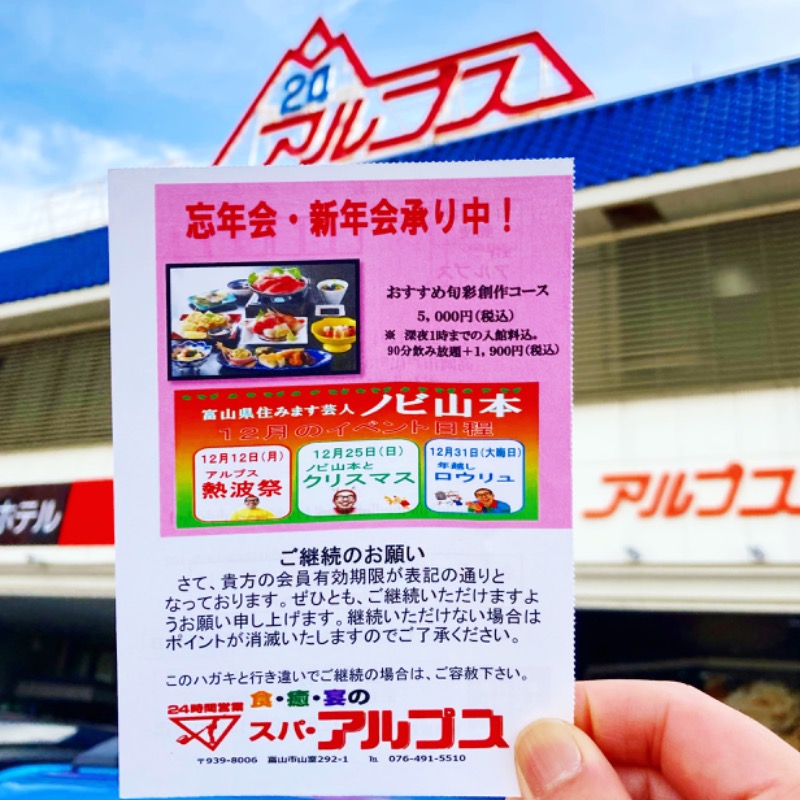 24
アルプス
忘年会・新年会承り中！
おすすめ旬彩創作コース
5,000円（税込）
※ 深夜1時までの入館料込。
90分飲み放題＋1,900円（税込）
富山県住みます芸人 ノビ山本
12月のイベント日程
12月12日（月）
アルプス
熱波祭
12月25日（日）
ノビ山本と
クリスマス
12月31日（大晦日）
年越し
ロウリュ
ホテル
アルプス
ご継続のお願い
さて、貴方の会員有効期限が表記の通りと
なっております。ぜひとも、ご継続いただけますよ
うお願い申し上げます。継続いただけない場合は
ポイントが消滅いたしますのでご了承ください。
このハガキと行き違いでご継続の場合は、ご容赦下さい。
24時間営業
食・癒・宴の
スパ・アルプス
〒939-8006 富山市山室292-1 ℡ 076-491-5510